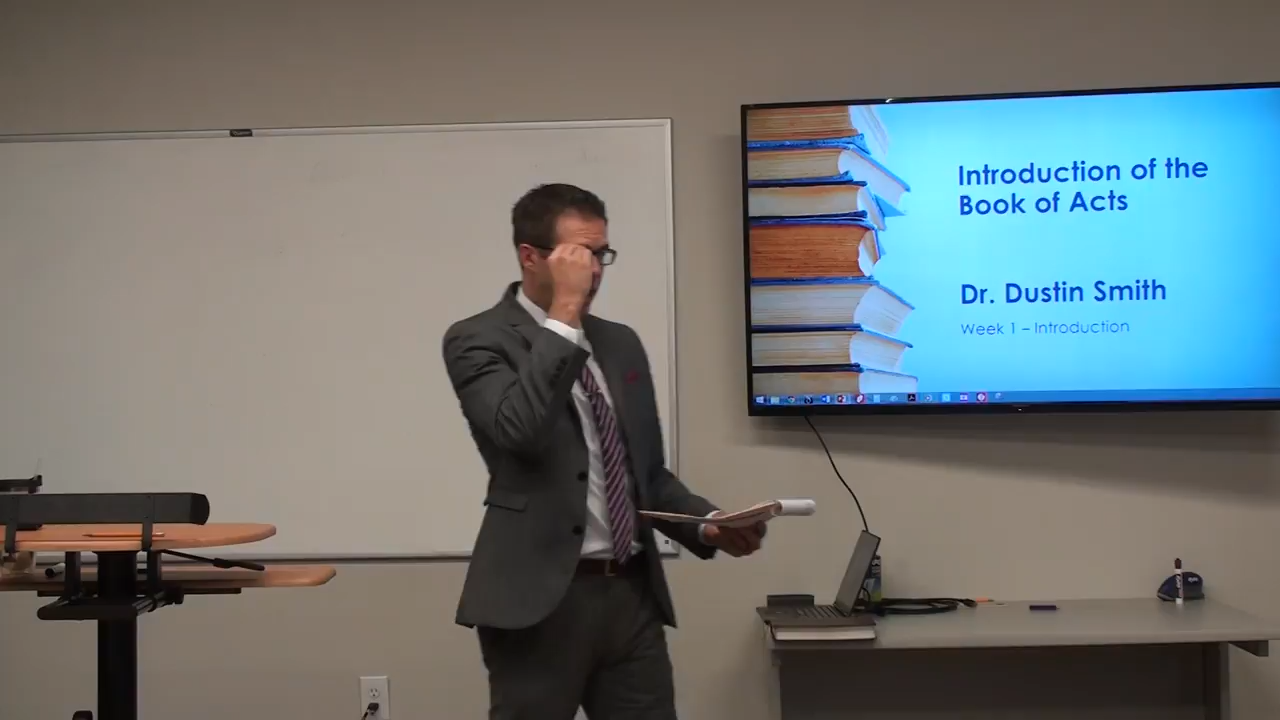 Introduction of the
Book of Acts
Dr. Dustin Smith
Week 1 – Introduction